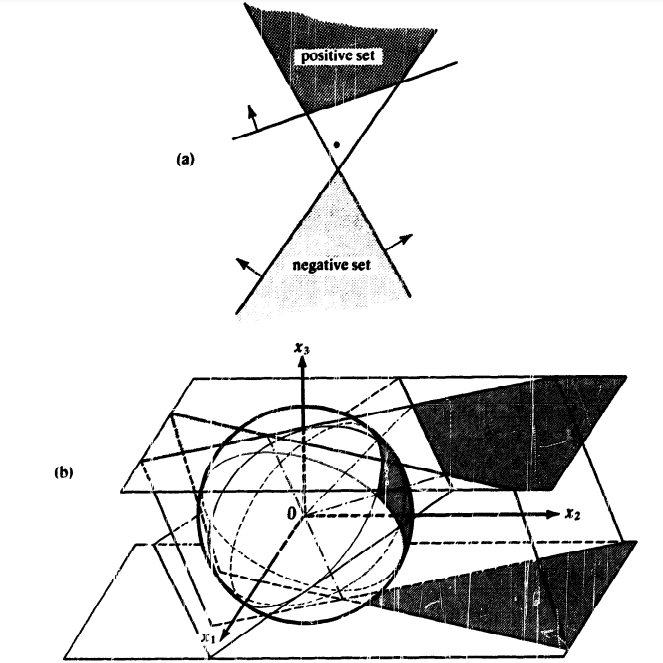 positive set
(a)
negative set
x₃
(b)
0
x₂
x₁